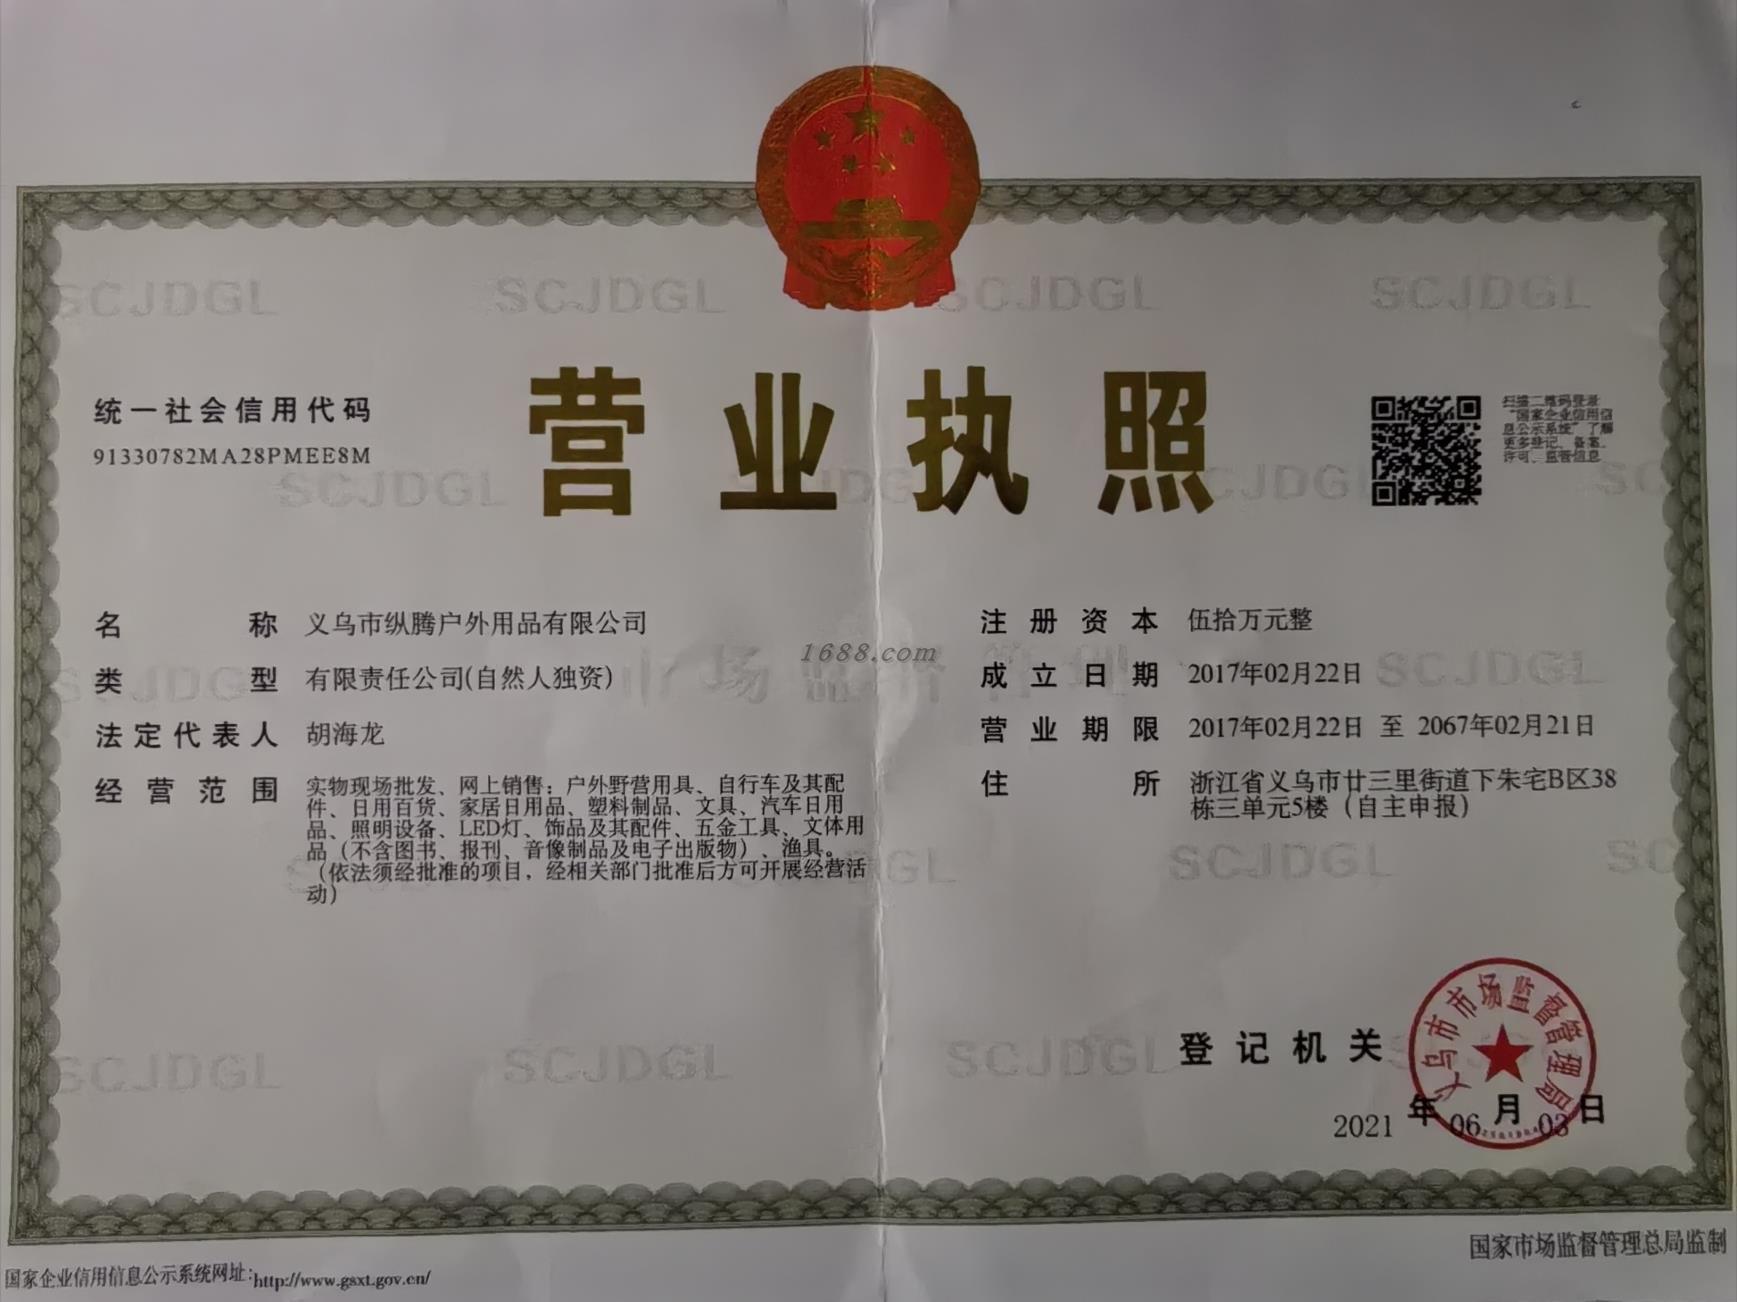 统一社会信用代码
91330782MA28PMEE8M
营业执照
扫描二维码登录
“国家企业信用信
息公示系统”了解
更多登记、备案、
许可、监管信息
名称 义乌市纵腾户外用品有限公司
类型 有限责任公司(自然人独资)
法定代表人 胡海龙
经营范围 实物现场批发、网上销售：户外野营用具、自行车及其配
件、日用百货、家居日用品、塑料制品、文具、汽车日用
品、照明设备、LED灯、饰品及其配件、五金工具、文体用
品（不含图书、报刊、音像制品及电子出版物）、渔具。
（依法须经批准的项目，经相关部门批准后方可开展经营活
动）
注册资本 伍拾万元整
成立日期 2017年02月22日
营业期限 2017年02月22日 至 2067年02月21日
住所 浙江省义乌市廿三里街道下朱宅B区38
栋三单元5楼（自主申报）
1688.com
登记机关
义乌市市场监督管理局
2021年06月03日
国家企业信用信息公示系统网址：http://www.gsxt.gov.cn/
国家市场监督管理总局监制
SCJDGL SCJDGL SCJDGL SCJDGL